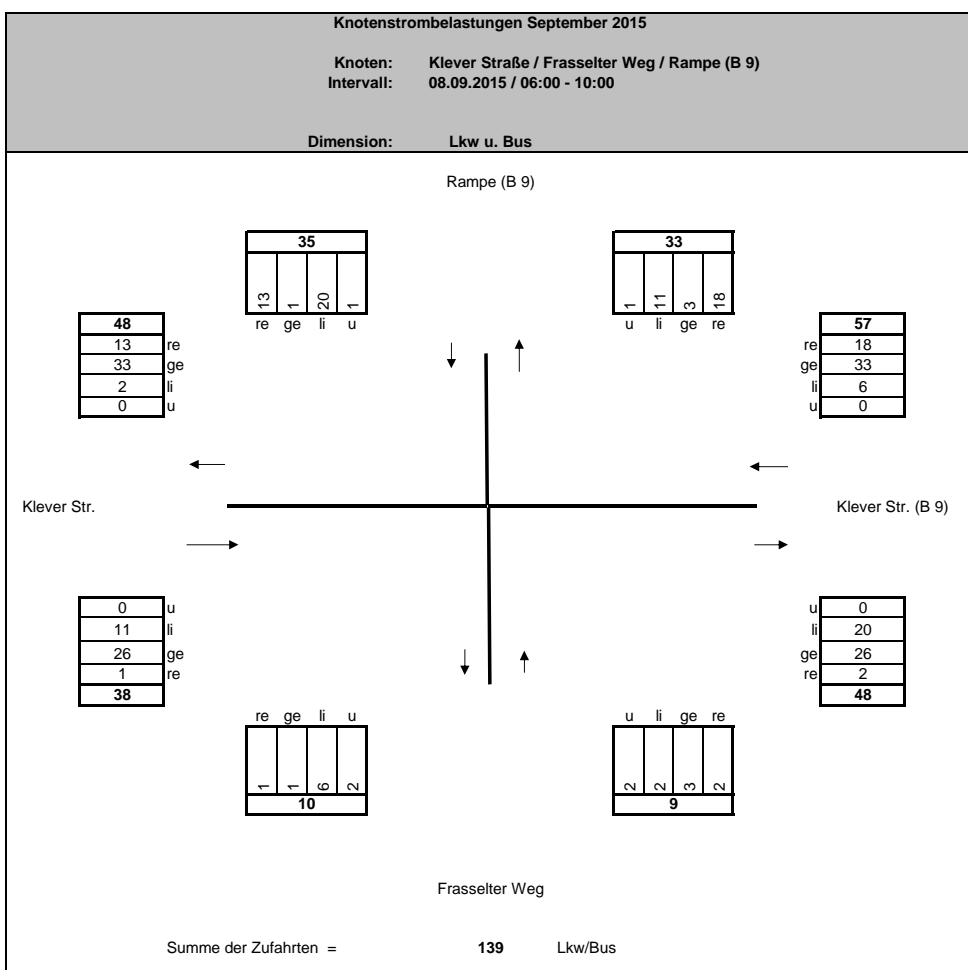 Knotenstrombelastungen September 2015
Knoten: Klever Straße / Frasselter Weg / Rampe (B 9)
Intervall: 08.09.2015 / 06:00 - 10:00
Dimension: Lkw u. Bus
Rampe (B 9)
35
13 1 20 1
re ge li u
33
1 11 3 18
u li ge re
48
13 re
33 ge
2 li
0 u
57
re 18
ge 33
li 6
u 0
Klever Str.
Klever Str. (B 9)
0 u
11 li
26 ge
1 re
38
u 0
li 20
ge 26
re 2
48
re ge li u
1 1 6 2
10
u li ge re
2 2 3 2
9
Frasselter Weg
Summe der Zufahrten = 139 Lkw/Bus